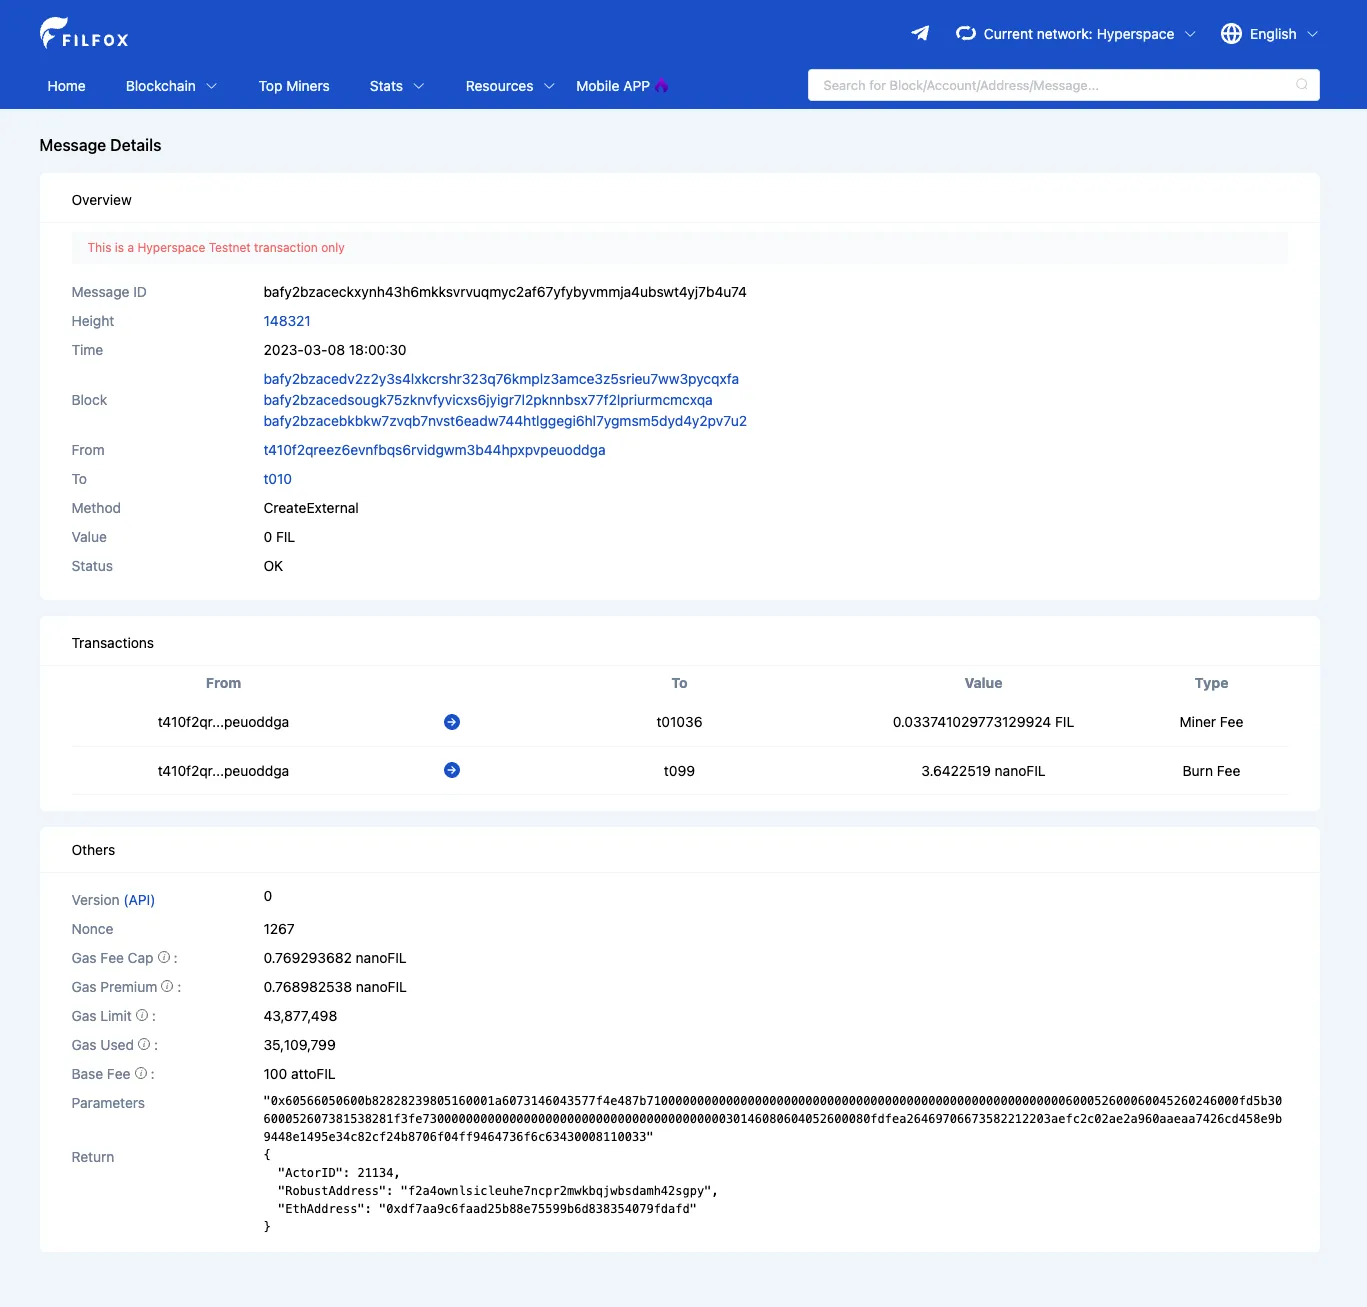 FILFOX
Current network: Hyperspace
English
Home
Blockchain
Top Miners
Stats
Resources
Mobile APP
Search for Block/Account/Address/Message...
Message Details
Overview
This is a Hyperspace Testnet transaction only
Message ID bafy2bzaceckxynh43h6mkksvrvuqmyc2af67yfybyvmmja4ubswt4yj7b4u74
Height 148321
Time 2023-03-08 18:00:30
Block
bafy2bzacedv2z2y3s4lxkcrshr323q76kmplz3amce3z5srieu7ww3pycqxfa
bafy2bzacedsougk75zknvfyvicxs6jyigr7l2pknnbsx77f2lpriurmcmcxqa
bafy2bzacebkbkw7zvqb7nvst6eadw744htlggegi6hl7ygmsm5dyd4y2pv7u2
From t410f2qreez6evnfbqs6rvidgwm3b44hpxpvpeuoddga
To t010
Method CreateExternal
Value 0 FIL
Status OK
Transactions
From To Value Type
t410f2qr...peuoddga t01036 0.033741029773129924 FIL Miner Fee
t410f2qr...peuoddga t099 3.6422519 nanoFIL Burn Fee
Others
Version (API) 0
Nonce 1267
Gas Fee Cap : 0.769293682 nanoFIL
Gas Premium : 0.768982538 nanoFIL
Gas Limit : 43,877,498
Gas Used : 35,109,799
Base Fee : 100 attoFIL
Parameters
"0x60566050600b82828239805160001a6073146043577f4e487b7100000000000000000000000000000000000000000000000000000000600052600060045260246000fd5b30
600052607381538281f3fe73000000000000000000000000000000000000000030146080604052600080fdfea26469706673582212203aefc2c02ae2a960aaeaa7426cd458e9b
9448e1495e34c82cf24b8706f04ff9464736f6c63430008110033"
Return
{
"ActorID": 21134,
"RobustAddress": "f2a4ownlsicleuhe7ncpr2mwkbqjwbsdamh42sgpy",
"EthAddress": "0xdf7aa9c6faad25b88e75599b6d838354079fdafd"
}